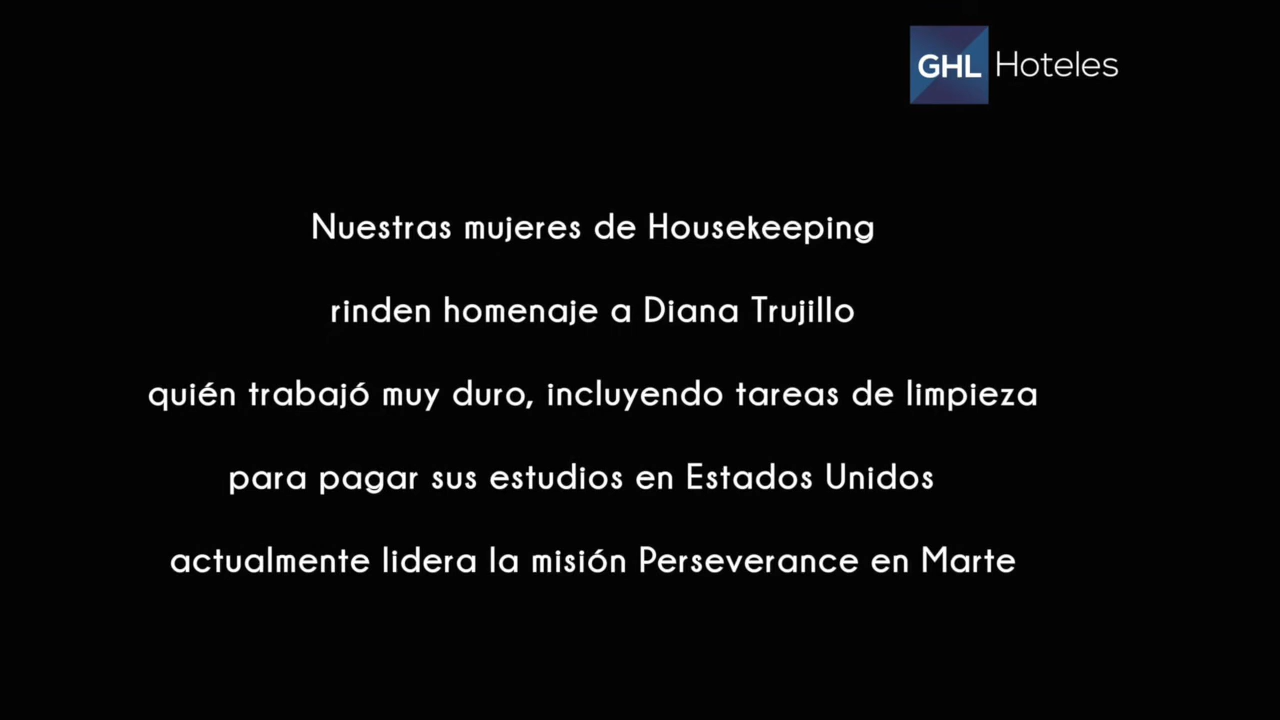 GHL Hoteles
Nuestras mujeres de Housekeeping
rinden homenaje a Diana Trujillo
quién trabajó muy duro, incluyendo tareas de limpieza
para pagar sus estudios en Estados Unidos
actualmente lidera la misión Perseverance en Marte